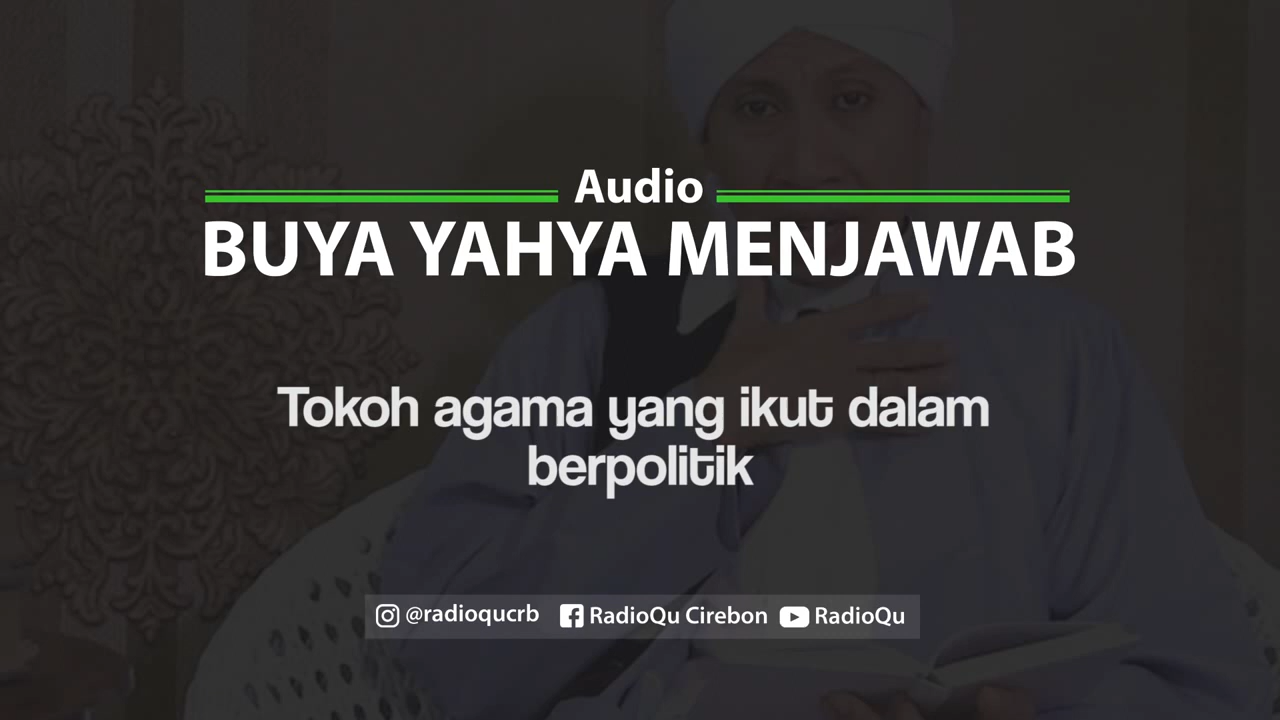 Audio
BUYA YAHYA MENJAWAB
Tokoh agama yang ikut dalam
berpolitik
@radioqucrb RadioQu Cirebon RadioQu